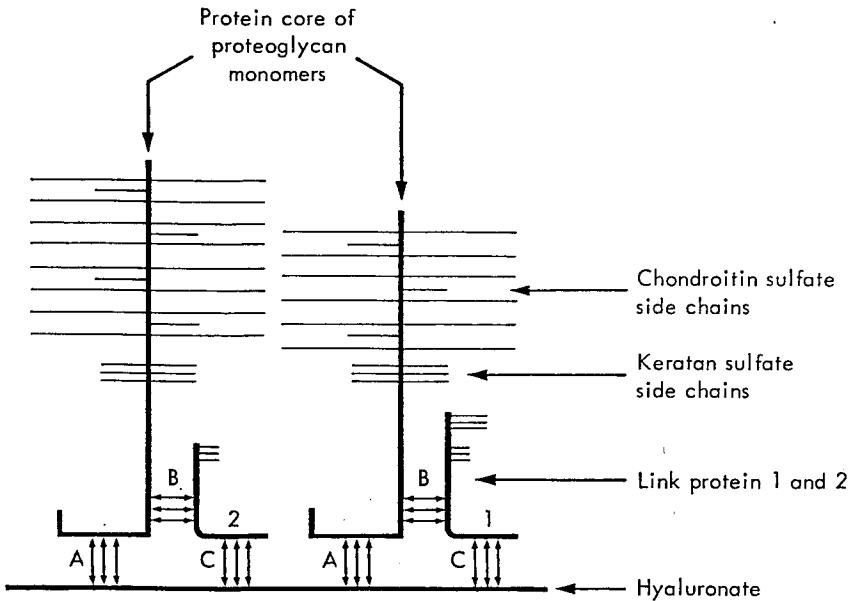 Protein core of
proteoglycan
monomers
Chondroitin sulfate
side chains
Keratan sulfate
side chains
B
B
Link protein 1 and 2
2
1
A
C
A
C
Hyaluronate